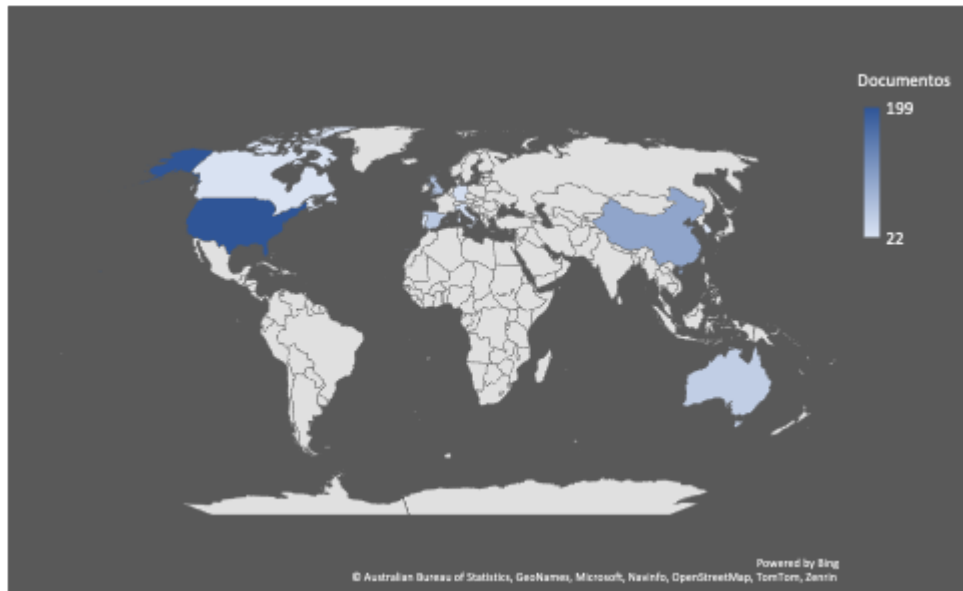 Documentos
199
22
Powered by Bing
© Australian Bureau of Statistics, GeoNames, Microsoft, Navinfo, OpenStreetMap, TomTom, Zenrin